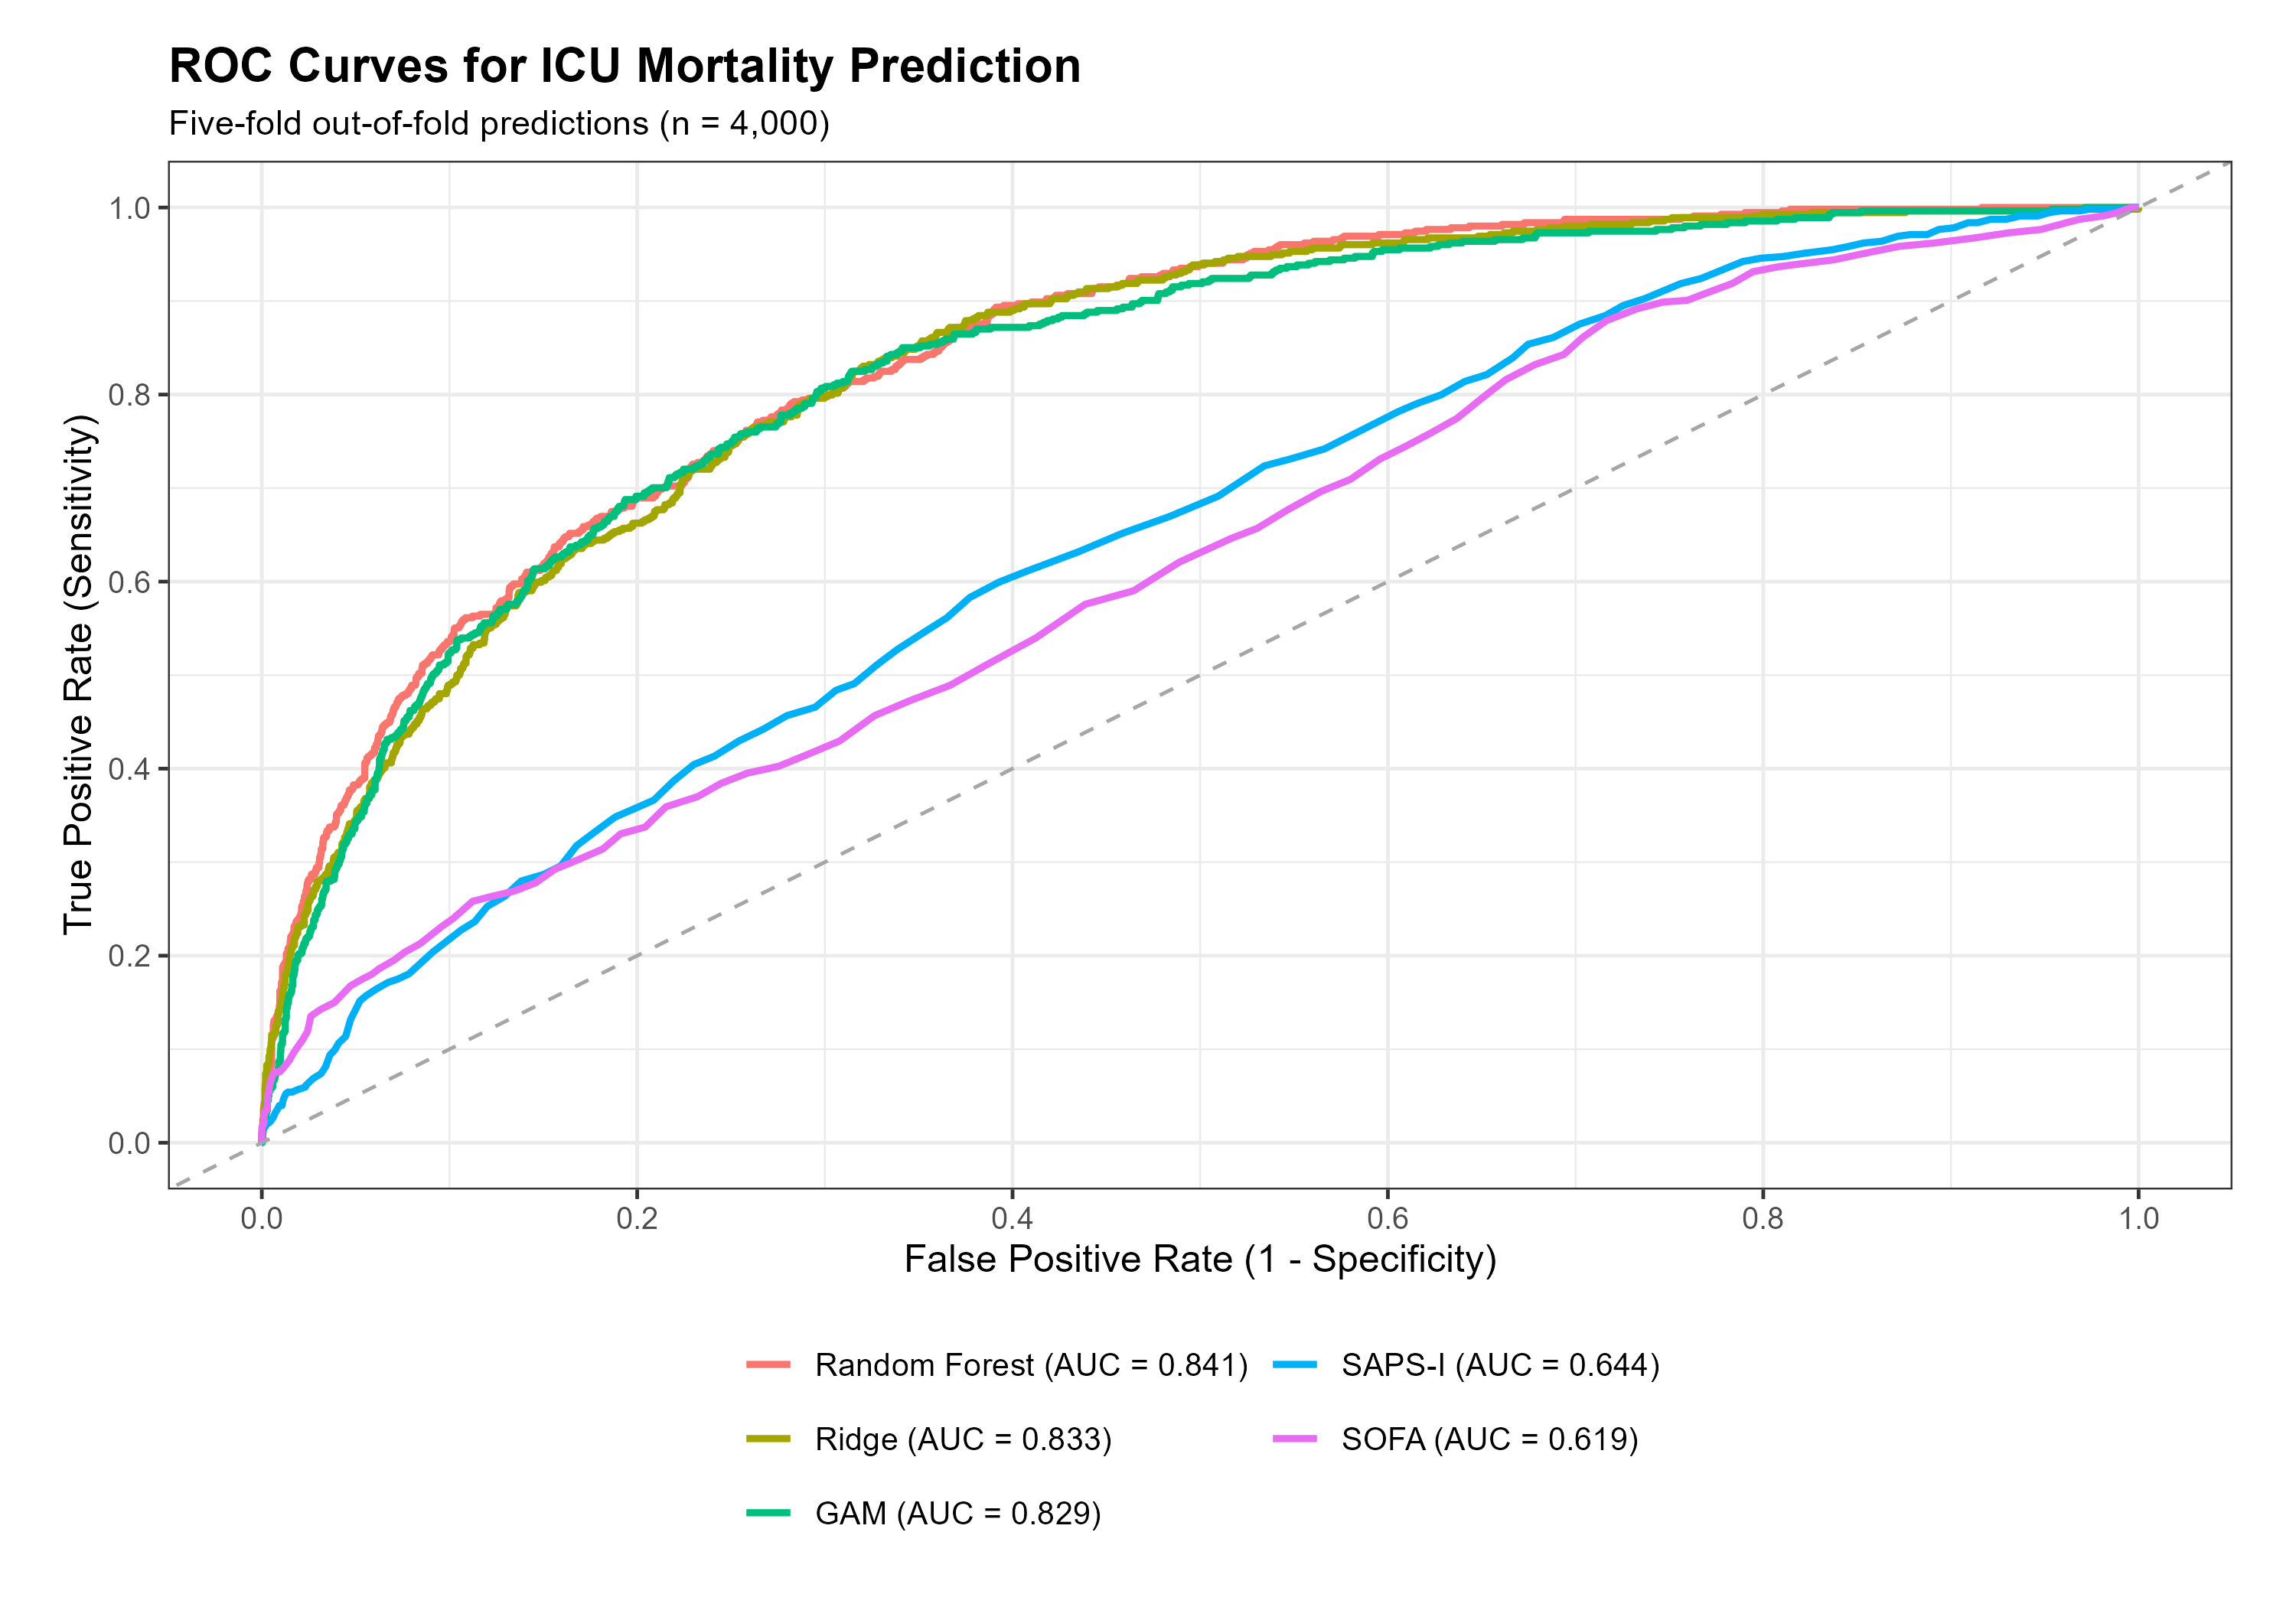 ROC Curves for ICU Mortality Prediction
Five-fold out-of-fold predictions (n = 4,000)
True Positive Rate (Sensitivity)
1.0
0.8
0.6
0.4
0.2
0.0
0.0 0.2 0.4 0.6 0.8 1.0
False Positive Rate (1 - Specificity)
Random Forest (AUC = 0.841)
Ridge (AUC = 0.833)
GAM (AUC = 0.829)
SAPS-I (AUC = 0.644)
SOFA (AUC = 0.619)